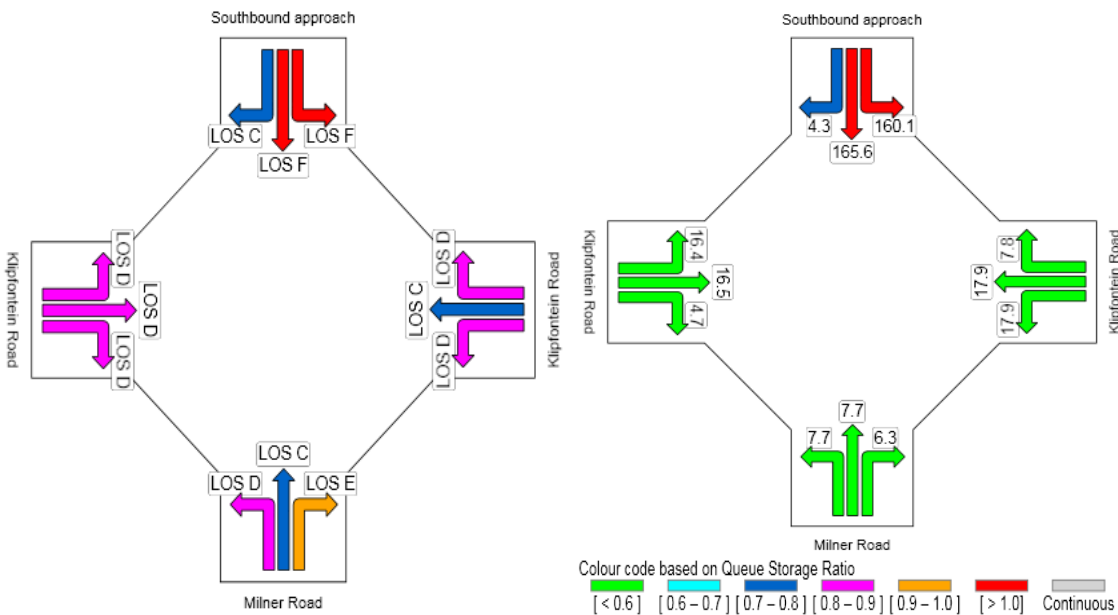 Southbound approach
LOS C
LOS F
LOS F
Klipfontein Road
LOS D
LOS D
LOS D
LOS D
LOS C
LOS D
Klipfontein Road
LOS D
LOS C
LOS E
Milner Road
Southbound approach
4.3
165.6
160.1
Klipfontein Road
16.4
16.5
4.7
7.8
17.9
17.9
Klipfontein Road
7.7
7.7
6.3
Milner Road
Colour code based on Queue Storage Ratio
[ < 0.6 ] [ 0.6 – 0.7 ] [ 0.7 – 0.8 ] [ 0.8 – 0.9 ] [ 0.9 – 1.0 ] [ > 1.0 ] Continuous